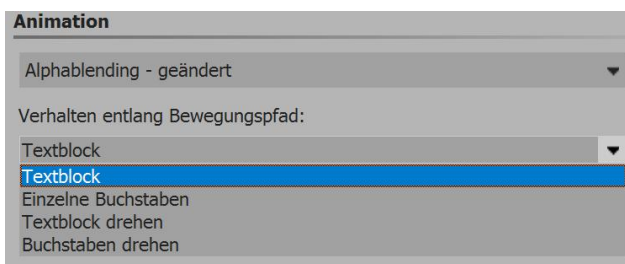 Animation
Alphablending - geändert
Verhalten entlang Bewegungspfad:
Textblock
Textblock
Einzelne Buchstaben
Textblock drehen
Buchstaben drehen